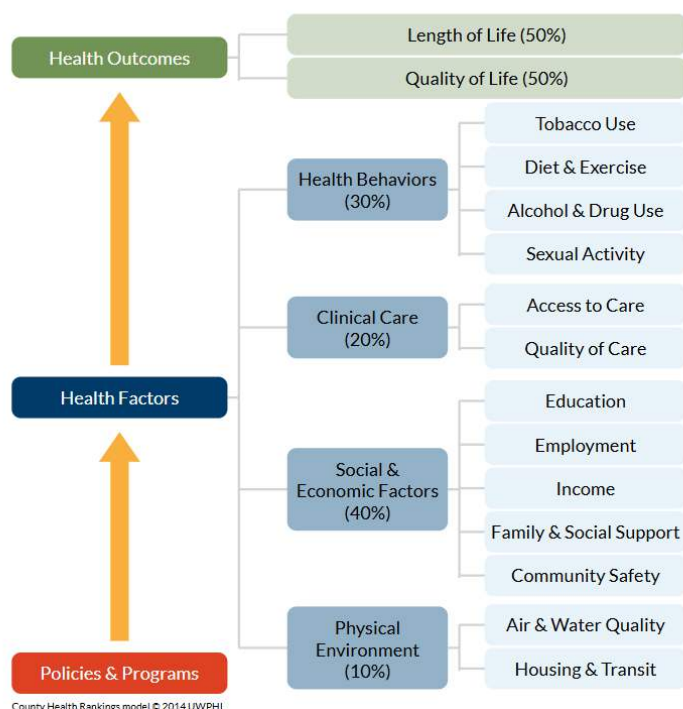 Health Outcomes
Length of Life (50%)
Quality of Life (50%)
Health Behaviors
(30%)
Tobacco Use
Diet & Exercise
Alcohol & Drug Use
Sexual Activity
Clinical Care
(20%)
Access to Care
Quality of Care
Health Factors
Social &
Economic Factors
(40%)
Education
Employment
Income
Family & Social Support
Community Safety
Physical
Environment
(10%)
Air & Water Quality
Housing & Transit
Policies & Programs
County Health Rankings model © 2014 UWPHI